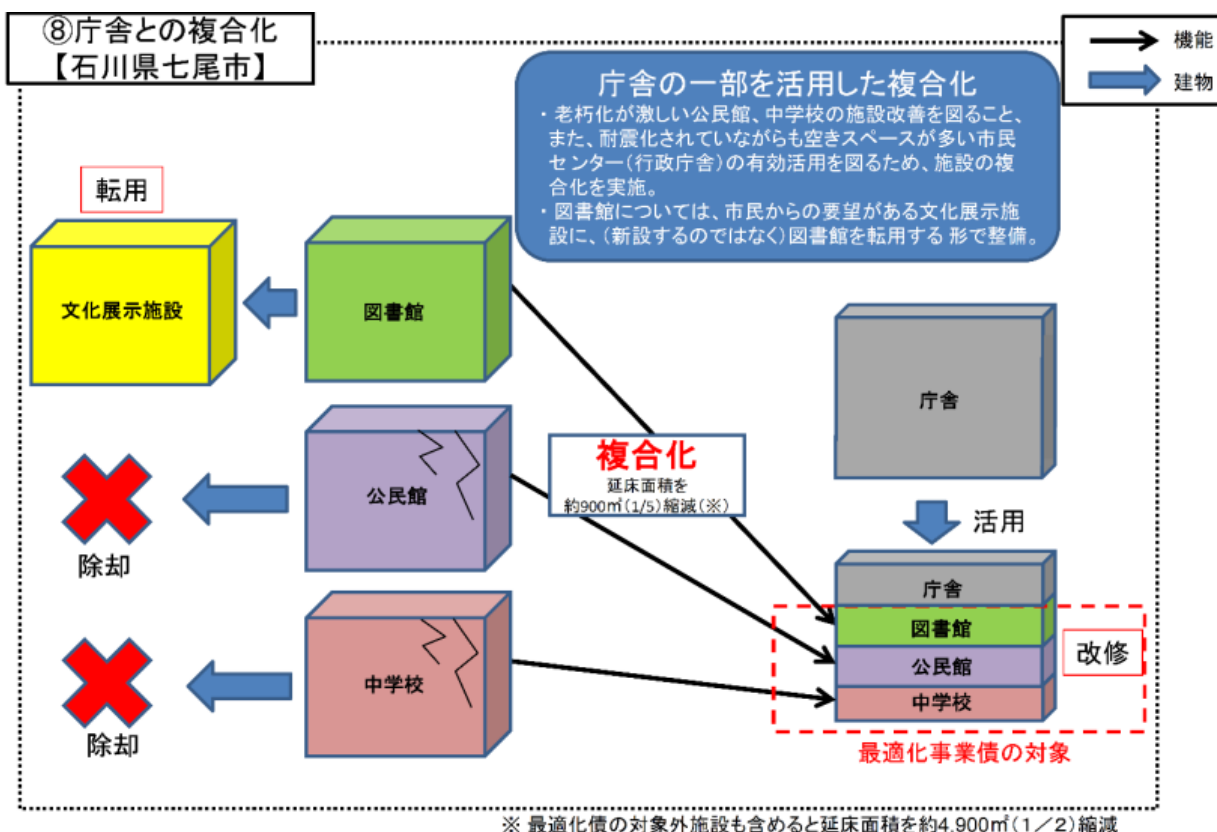 ⑧庁舎との複合化
【石川県七尾市】
機能
建物
庁舎の一部を活用した複合化
・老朽化が激しい公民館、中学校の施設改善を図ること、
また、耐震化されていながらも空きスペースが多い市民
センター(行政庁舎)の有効活用を図るため、施設の複
合化を実施。
・図書館については、市民からの要望がある文化展示施
設に、(新設するのではなく)図書館を転用する 形で整備。
転用
文化展示施設
図書館
庁舎
複合化
延床面積を
約900㎡(1/5)縮減(※)
公民館
除却
活用
庁舎
図書館
公民館
中学校
改修
中学校
除却
最適化事業債の対象
※ 最適化債の対象外施設も含めると延床面積を約4,900㎡(1/2)縮減